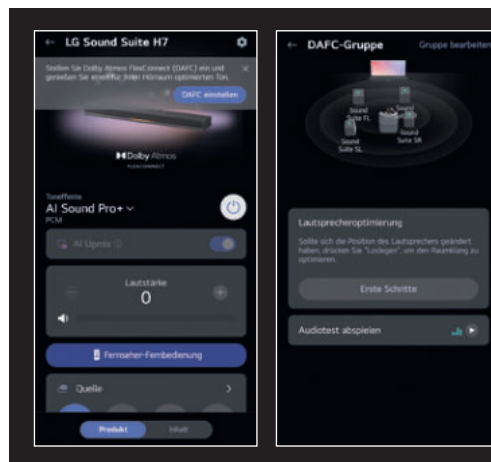 ← LG Sound Suite H7
Stellen Sie Dolby Atmos FlexConnect (DAFC) ein und
genießen Sie einen für Ihren Hörraum optimierten Ton.
×
DAFC einstellen
Dolby Atmos
FLEXCONNECT
Toneffekte
AI Sound Pro+
PCM
AI Upmix
Lautstärke
− 0 +
Fernseher-Fernbedienung
Quelle >
Produkt Inhalt
← DAFC-Gruppe Gruppe bearbeiten
Sound
Suite FL
Sound
Sound
Suite SL
Sound
Suite SR
Lautsprecheroptimierung
Sollte sich die Position des Lautsprechers geändert
haben, drücken Sie "Loslegen", um den Raumklang zu
optimieren.
Erste Schritte
Audiotest abspielen